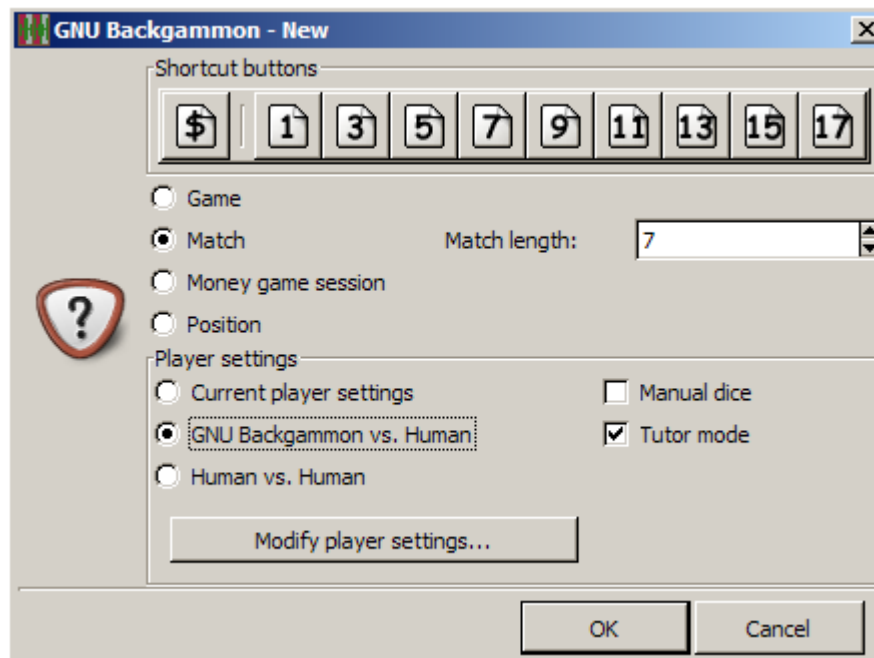 GNU Backgammon - New
Shortcut buttons
$ 1 3 5 7 9 11 13 15 17
Game
Match Match length: 7
Money game session
?
Position
Player settings
Current player settings Manual dice
GNU Backgammon vs. Human Tutor mode
Human vs. Human
Modify player settings...
OK Cancel